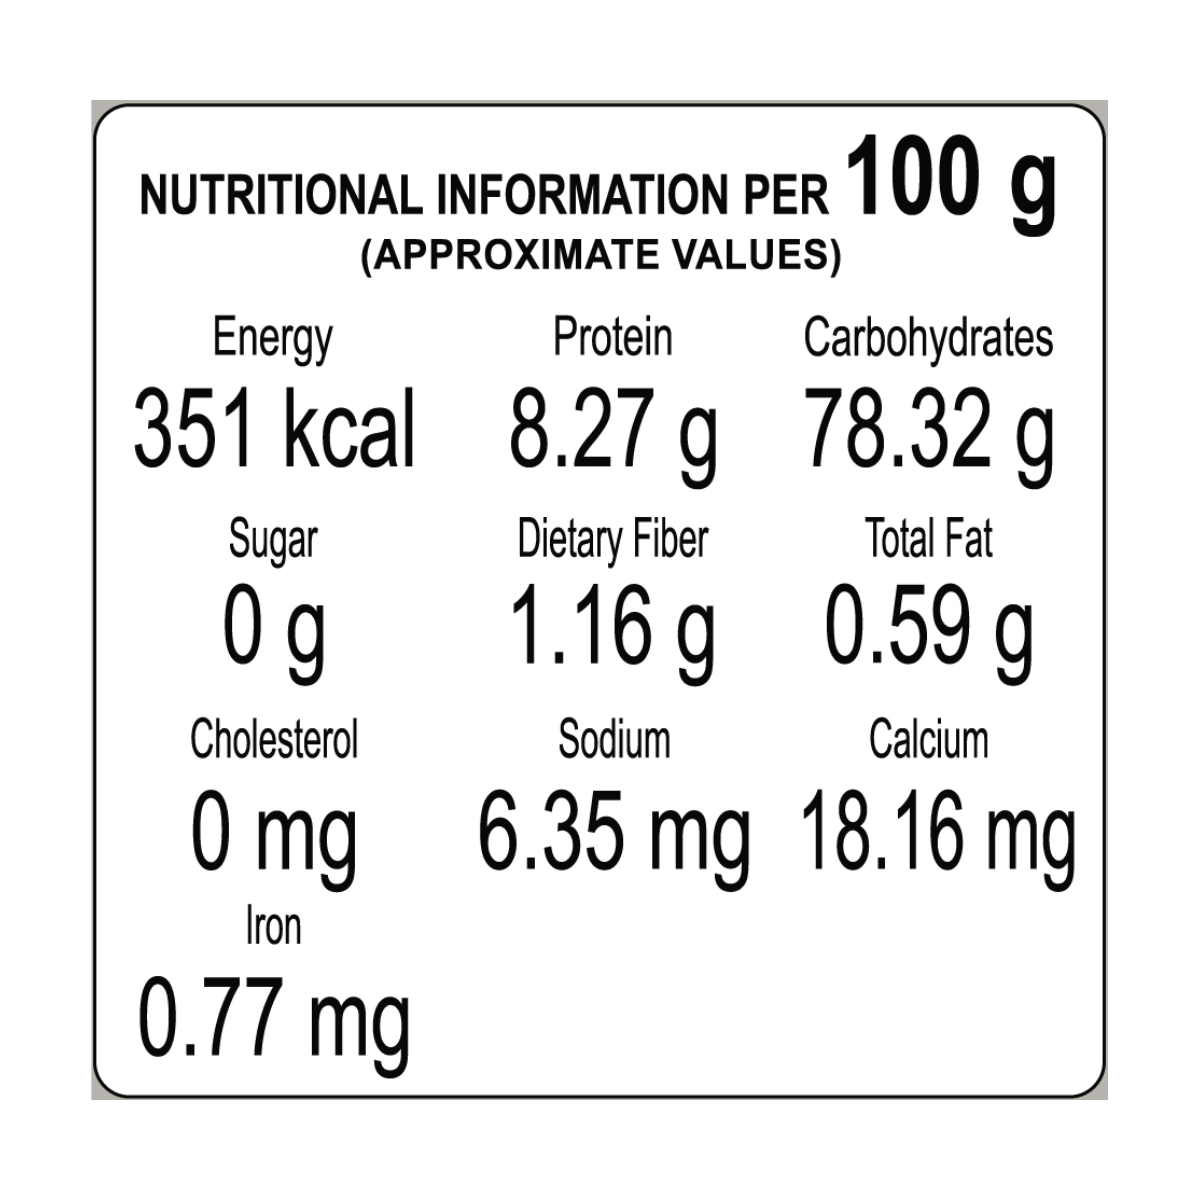 NUTRITIONAL INFORMATION PER 100 g
(APPROXIMATE VALUES)
Energy Protein Carbohydrates
351 kcal 8.27 g 78.32 g
Sugar Dietary Fiber Total Fat
0 g 1.16 g 0.59 g
Cholesterol Sodium Calcium
0 mg 6.35 mg 18.16 mg
Iron
0.77 mg